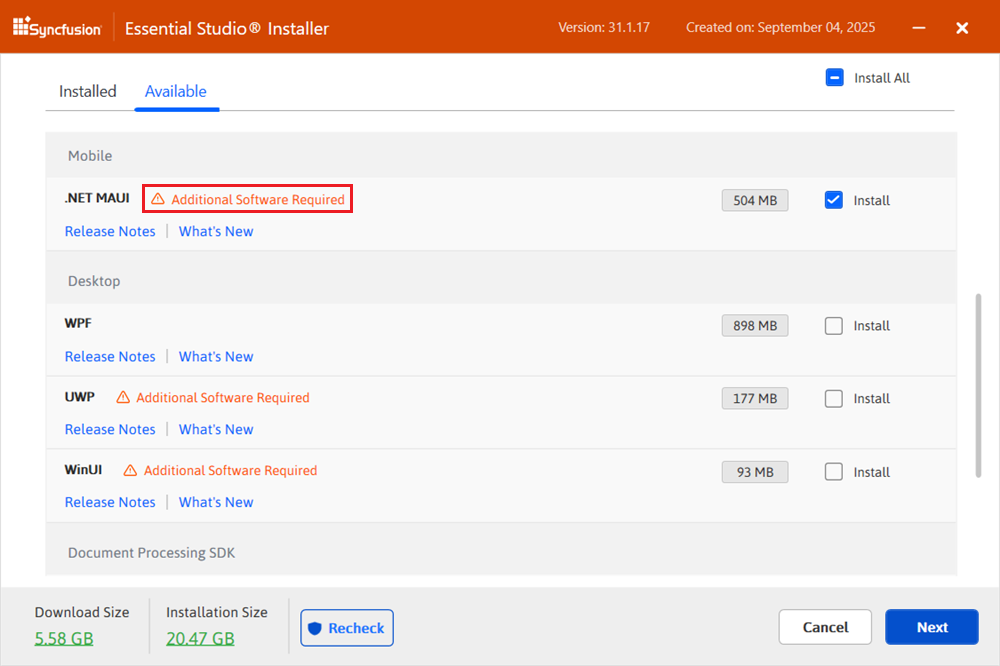 Syncfusion Essential Studio® Installer Version: 31.1.17 Created on: September 04, 2025
Install All
Installed Available
Mobile
.NET MAUI Additional Software Required 504 MB Install
Release Notes What's New
Desktop
WPF 898 MB Install
Release Notes What's New
UWP Additional Software Required 177 MB Install
Release Notes What's New
WinUI Additional Software Required 93 MB Install
Release Notes What's New
Document Processing SDK
Download Size Installation Size
5.58 GB 20.47 GB Recheck Cancel Next